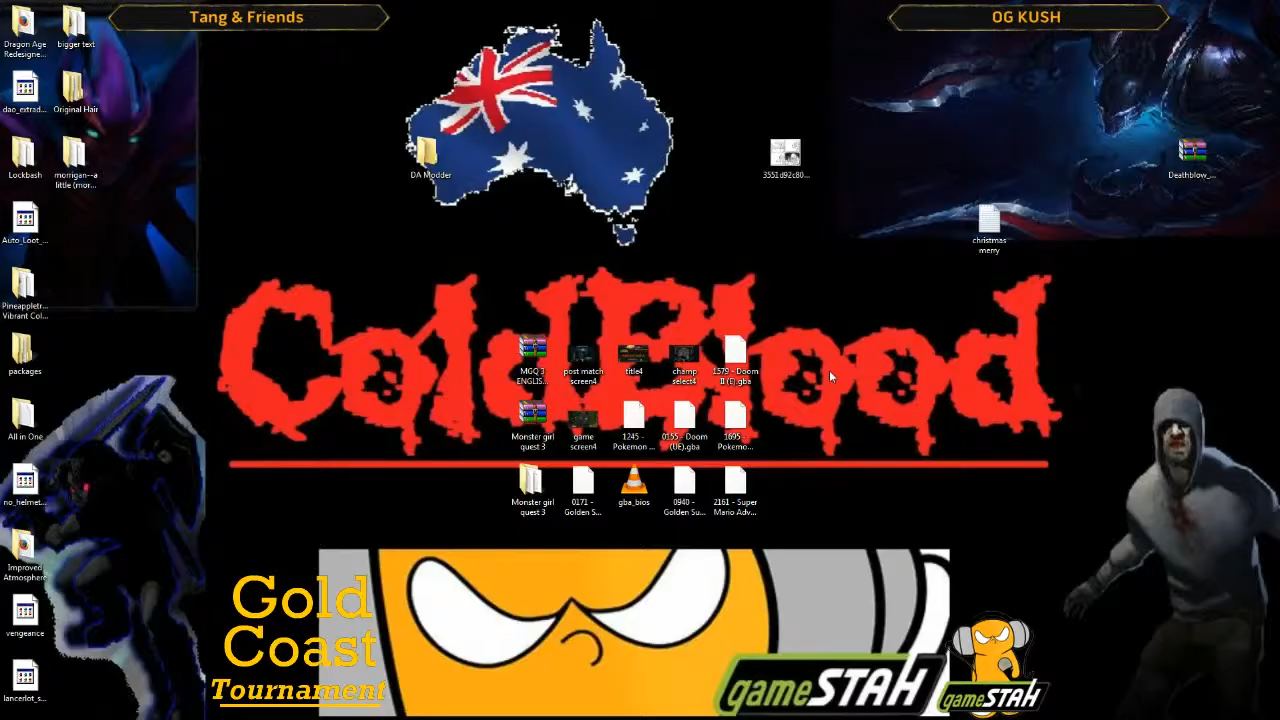 Tang & Friends
OG KUSH
Dragon Age
Redesigne...
bigger text
dao_extrad...
Original Hair
Lockbash
morrigan--a
little (mor...
DA Modder
3551d92c80...
Deathblow_...
Auto_Loot_...
christmas
merry
Pineappletr...
Vibrant Col...
packages
ColdBlood
MGQ 3
ENGLIS...
post match
screen4
title4
champ
select4
1579 - Doom
II (E).gba
All in One
Monster girl
quest 3
game
screen4
1245 -
Pokemon ...
0155 - Doom
(UE).gba
1695 -
Pokemo...
no_helmet...
Monster girl
quest 3
0171 -
Golden S...
gba_bios
0940 -
Golden Su...
2161 - Super
Mario Adv...
Improved
Atmosphere
vengeance
lancerlot_s...
Gold
Coast
Tournament
gameSTAH
gameSTAH